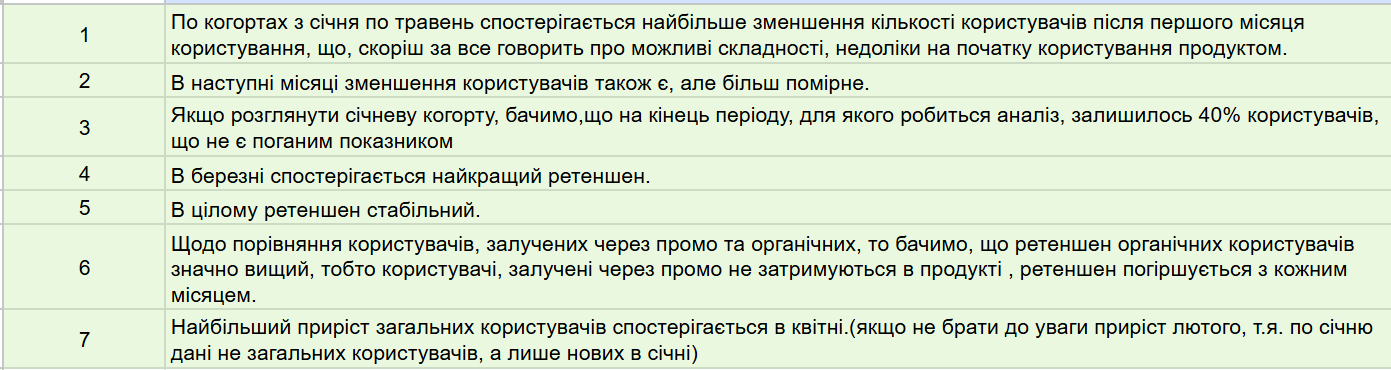 1
По когортах з січня по травень спостерігається найбільше зменшення кількості користувачів після першого місяця
користування, що, скоріш за все говорить про можливі складності, недоліки на початку користування продуктом.
2
В наступні місяці зменшення користувачів також є, але більш помірне.
3
Якщо розглянути січневу когорту, бачимо,що на кінець періоду, для якого робиться аналіз, залишилось 40% користувачів,
що не є поганим показником
4
В березні спостерігається найкращий ретеншен.
5
В цілому ретеншен стабільний.
6
Щодо порівняння користувачів, залучених через промо та органічних, то бачимо, що ретеншен органічних користувачів
значно вищий, тобто користувачі, залучені через промо не затримуються в продукті , ретеншен погіршується з кожним
місяцем.
7
Найбільший приріст загальних користувачів спостерігається в квітні.(якщо не брати до уваги приріст лютого, т.я. по січню
дані не загальних користувачів, а лише нових в січні)